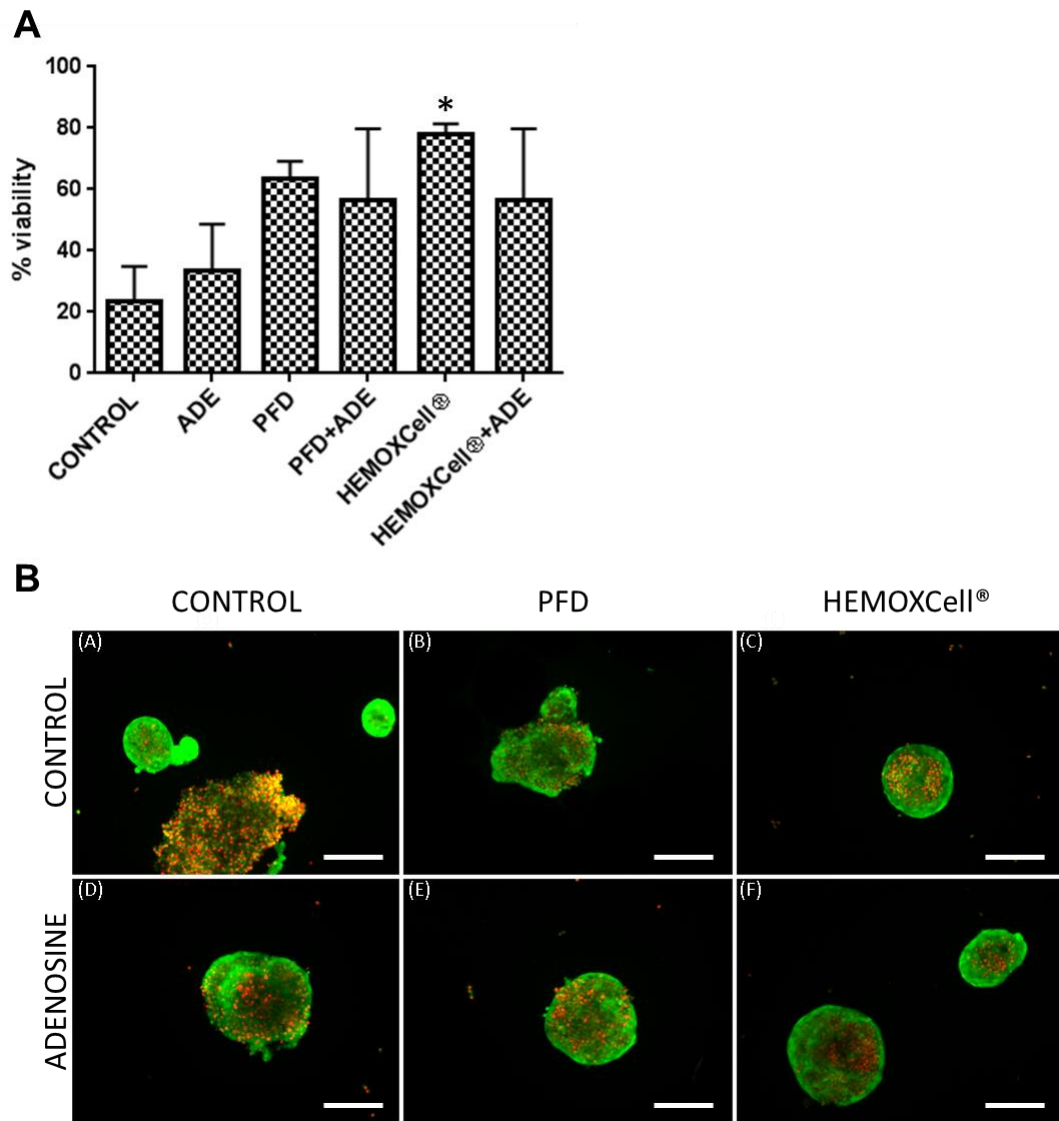 A
100
80
60
40
20
0
% viability
*
CONTROL
ADE
PFD
PFD+ADE
HEMOXCell®
HEMOXCell®+ADE
B
CONTROL PFD HEMOXCell®
CONTROL
(A) (B) (C)
ADENOSINE
(D) (E) (F)